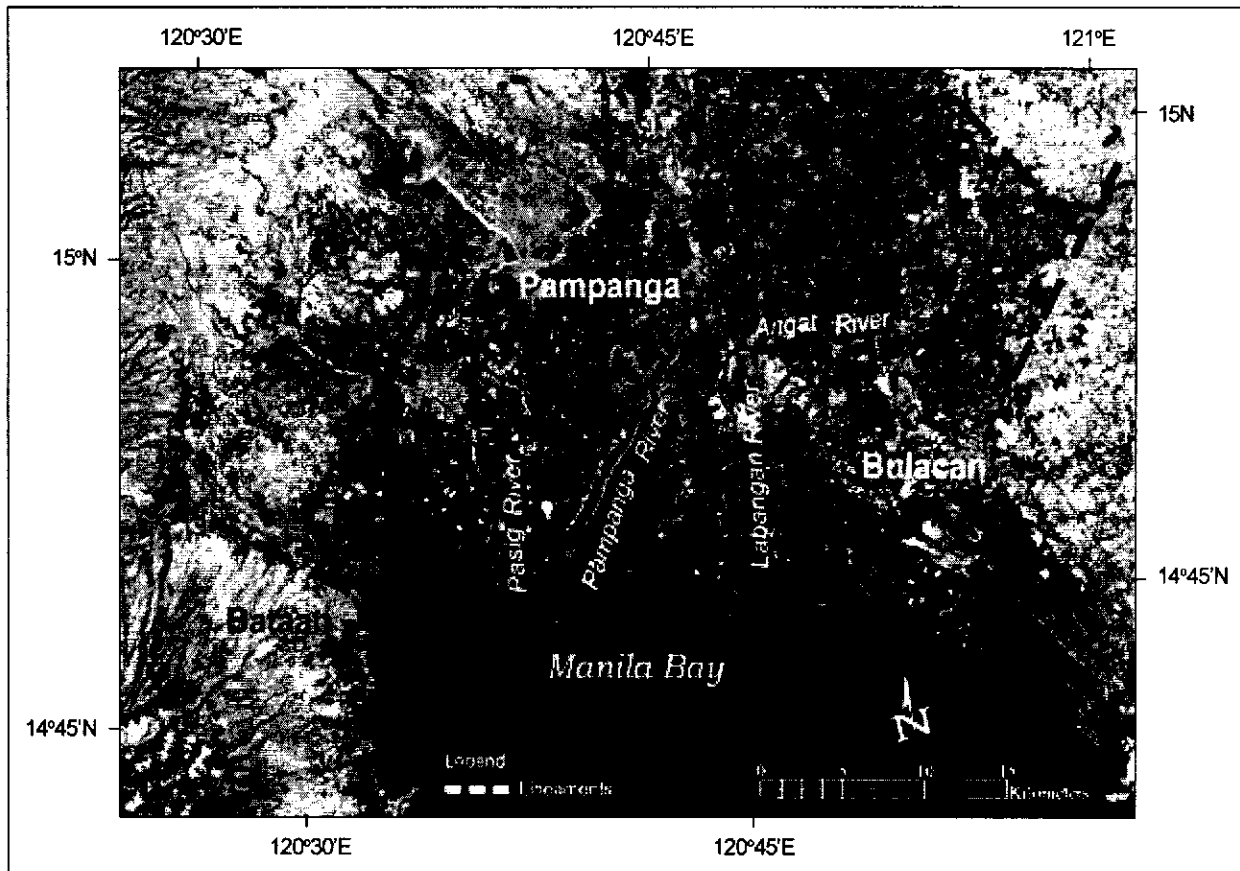 120°30'E
120°45'E
121°E
15N
15°N
Pampanga
Angat River
Labangan River
Bulacan
Pampanga River
Pasig River
14°45'N
Bataan
Manila Bay
N
14°45'N
Legend
Lineaments
0 5 10 15
Kilometers
120°30'E
120°45'E